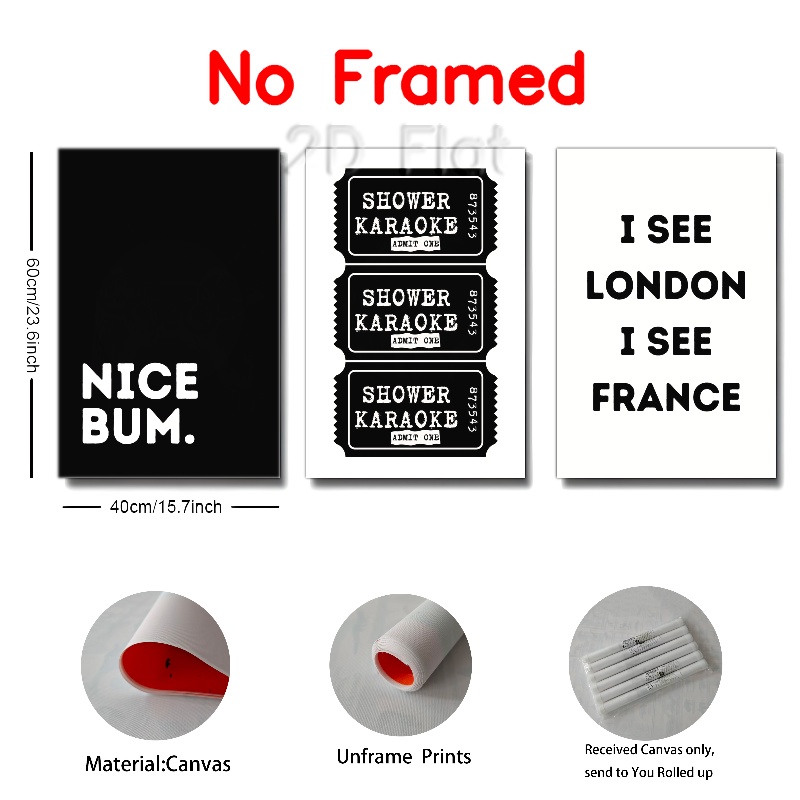 No Framed
2D Flat
60cm/23.6inch
NICE
BUM.
40cm/15.7inch
SHOWER
KARAOKE
ADMIT ONE
873543
SHOWER
KARAOKE
ADMIT ONE
873543
SHOWER
KARAOKE
ADMIT ONE
873543
I SEE
LONDON
I SEE
FRANCE
Material:Canvas
Unframe Prints
Received Canvas only,
send to You Rolled up